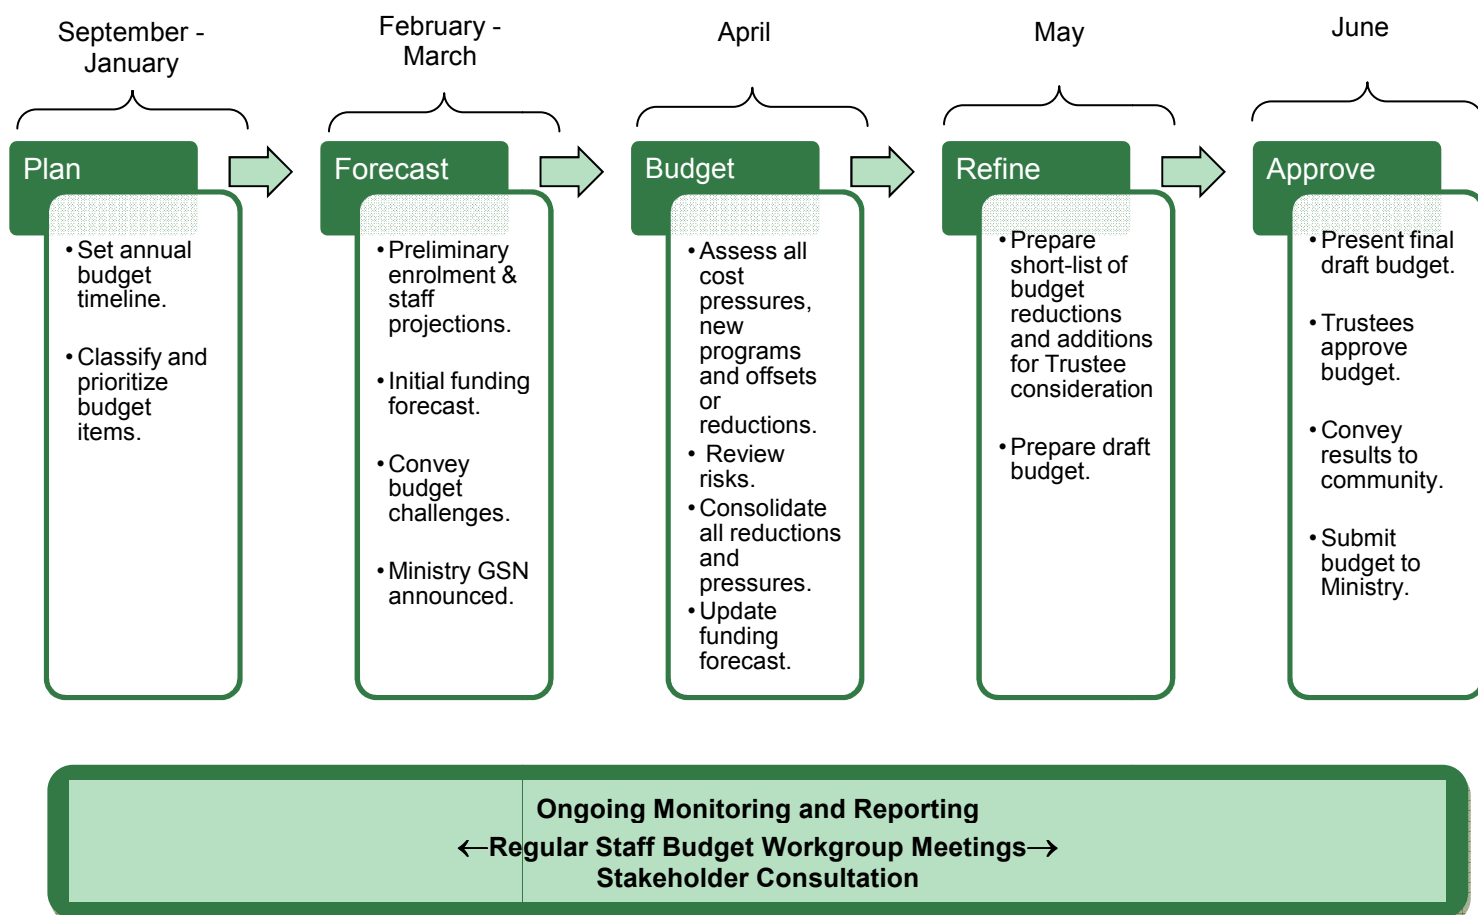 September -
January
February -
March
April
May
June
Plan
Forecast
Budget
Refine
Approve
• Set annual
budget
timeline.
• Classify and
prioritize
budget
items.
• Preliminary
enrolment &
staff
projections.
• Initial funding
forecast.
• Convey
budget
challenges.
• Ministry GSN
announced.
• Assess all
cost
pressures,
new
programs
and offsets
or
reductions.
• Review
risks.
• Consolidate
all reductions
and
pressures.
• Update
funding
forecast.
• Prepare
short-list of
budget
reductions
and additions
for Trustee
consideration
• Prepare draft
budget.
• Present final
draft budget.
• Trustees
approve
budget.
• Convey
results to
community.
• Submit
budget to
Ministry.
Ongoing Monitoring and Reporting
←Regular Staff Budget Workgroup Meetings→
Stakeholder Consultation